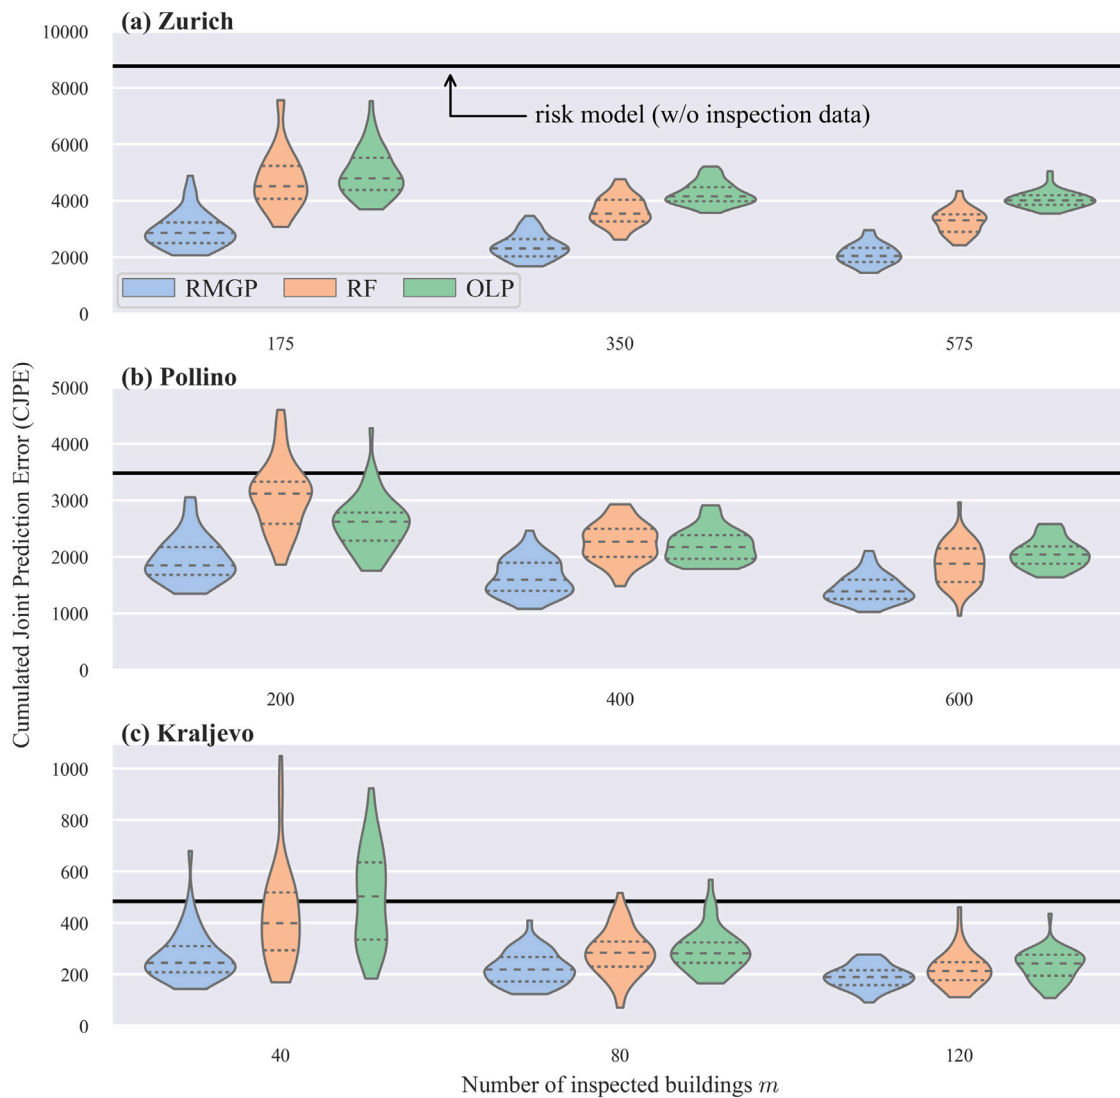 (a) Zurich
10000
8000
6000
4000
2000
0
risk model (w/o inspection data)
RMGP RF OLP
175 350 575
Cumulated Joint Prediction Error (CJPE)
(b) Pollino
5000
4000
3000
2000
1000
0
200 400 600
(c) Kraljevo
1000
800
600
400
200
0
40 80 120
Number of inspected buildings m